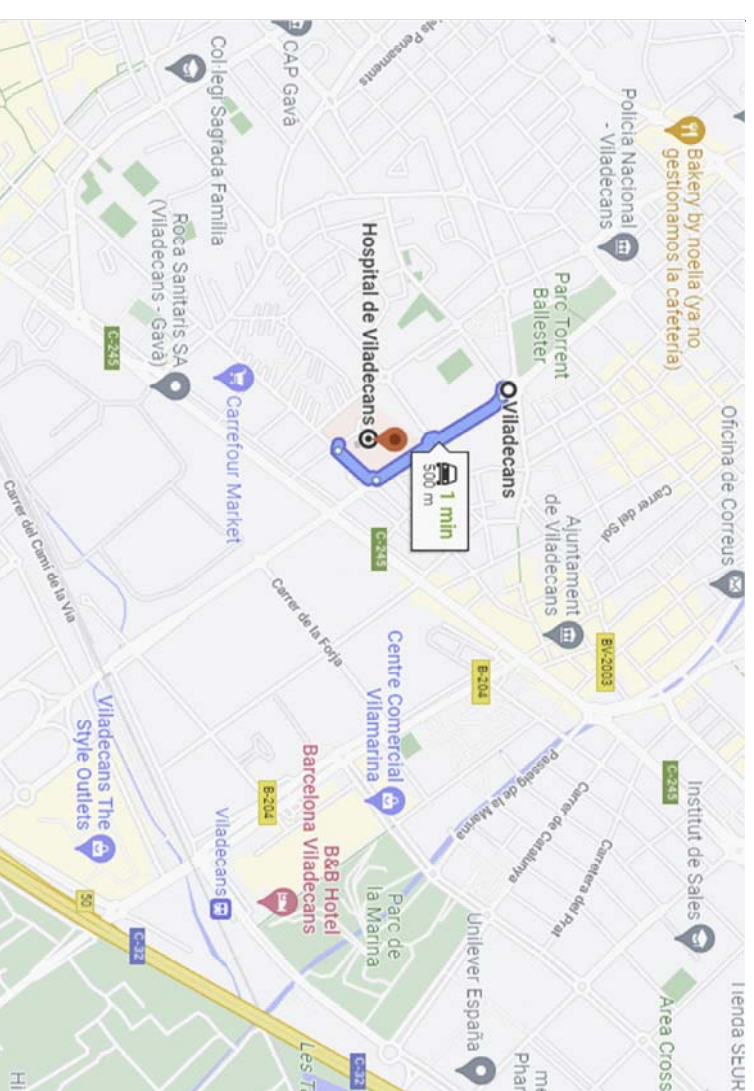 Oficina de Correus
Bakery by noella (ya no
gestionamos la cafetería)
Institut de Sales
C-245
Area Cross
Policía Nacional
- Viladecans
Carrer del Sol
BV-2003
Carretera del Prat
Ajuntament
de Viladecans
Carrer de Catalunya
Parc Torrent
Ballester
Passeig de la Marina
Viladecans
B-204
Unilever España
1 min
500 m
Centre Comercial
Vilamarina
Parc de
la Marina
C-245
Hospital de Viladecans
C-32
B&B Hotel
Barcelona Viladecans
Carrer de la Forja
CAP Gavà
B-204
Carrefour Market
Viladecans
Col·legi Sagrada Família
Roca Sanitaris SA
(Viladecans - Gavà)
C-32
C-245
Viladecans The
Style Outlets
50
Carrer del Camí de la Via